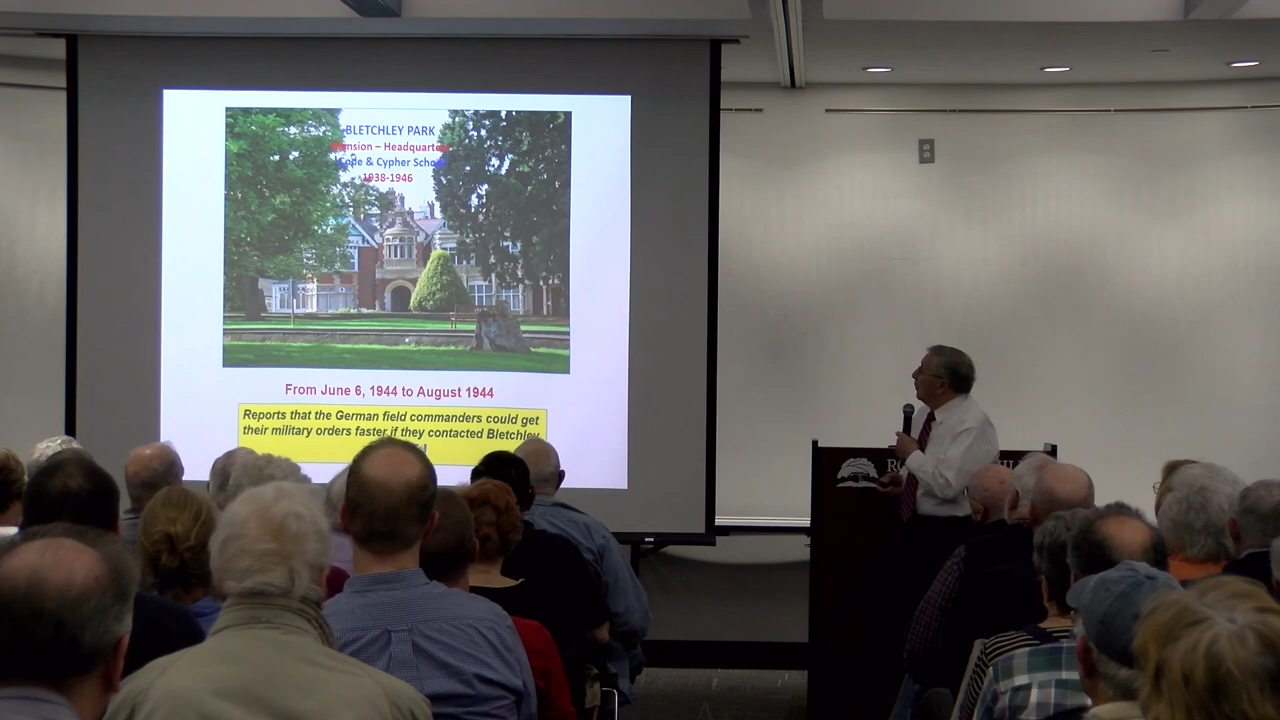 BLETCHLEY PARK
Mansion – Headquarters
Code & Cypher School
1938-1946
From June 6, 1944 to August 1944
Reports that the German field commanders could get
their military orders faster if they contacted Bletchley